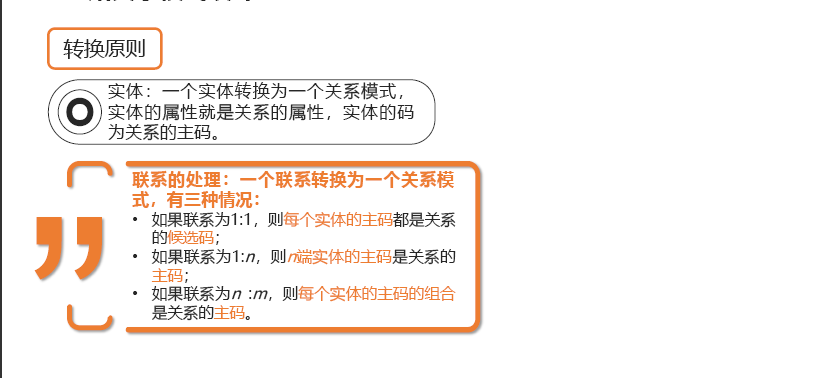 转换原则
实体：一个实体转换为一个关系模式，
实体的属性就是关系的属性，实体的码
为关系的主码。
联系的处理：一个联系转换为一个关系模
式，有三种情况：
• 如果联系为1:1，则每个实体的主码都是关系
的候选码；
• 如果联系为1:n，则n端实体的主码是关系的
主码；
• 如果联系为n :m，则每个实体的主码的组合
是关系的主码。